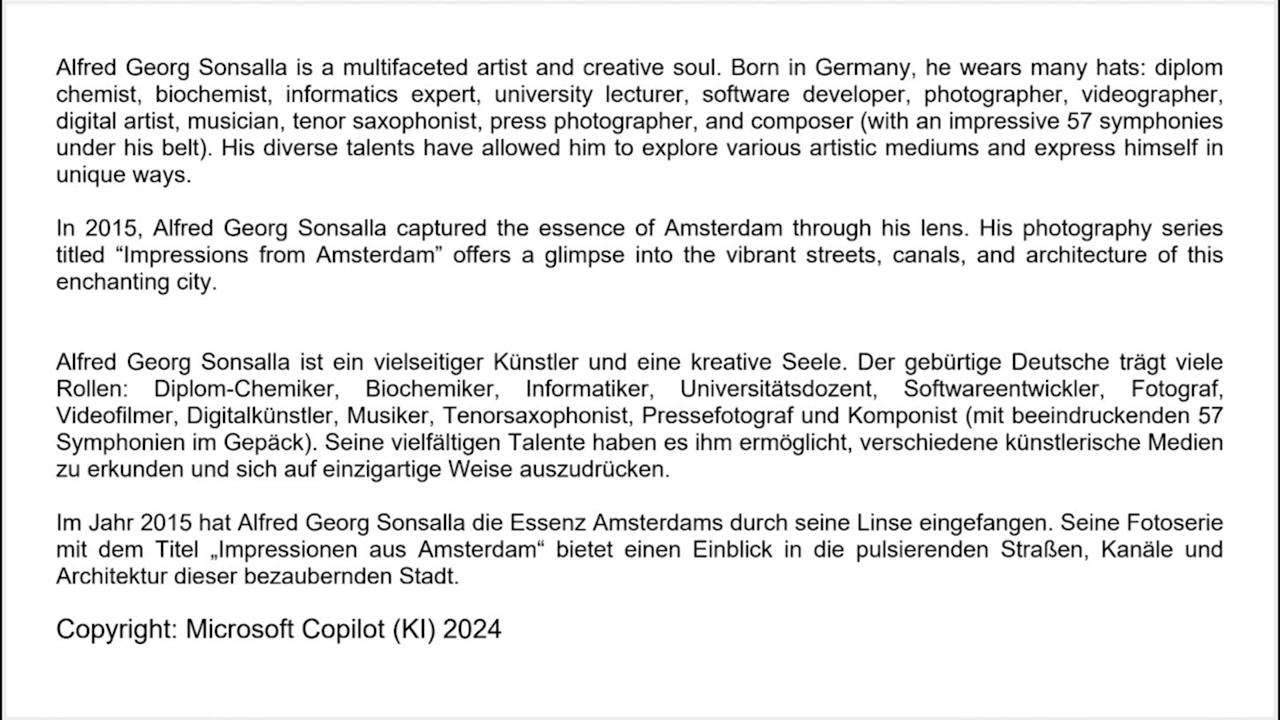 Alfred Georg Sonsalla is a multifaceted artist and creative soul. Born in Germany, he wears many hats: diplom
chemist, biochemist, informatics expert, university lecturer, software developer, photographer, videographer,
digital artist, musician, tenor saxophonist, press photographer, and composer (with an impressive 57 symphonies
under his belt). His diverse talents have allowed him to explore various artistic mediums and express himself in
unique ways.
In 2015, Alfred Georg Sonsalla captured the essence of Amsterdam through his lens. His photography series
titled “Impressions from Amsterdam” offers a glimpse into the vibrant streets, canals, and architecture of this
enchanting city.
Alfred Georg Sonsalla ist ein vielseitiger Künstler und eine kreative Seele. Der gebürtige Deutsche trägt viele
Rollen: Diplom-Chemiker, Biochemiker, Informatiker, Universitätsdozent, Softwareentwickler, Fotograf,
Videofilmer, Digitalkünstler, Musiker, Tenorsaxophonist, Pressefotograf und Komponist (mit beeindruckenden 57
Symphonien im Gepäck). Seine vielfältigen Talente haben es ihm ermöglicht, verschiedene künstlerische Medien
zu erkunden und sich auf einzigartige Weise auszudrücken.
Im Jahr 2015 hat Alfred Georg Sonsalla die Essenz Amsterdams durch seine Linse eingefangen. Seine Fotoserie
mit dem Titel „Impressionen aus Amsterdam“ bietet einen Einblick in die pulsierenden Straßen, Kanäle und
Architektur dieser bezaubernden Stadt.
Copyright: Microsoft Copilot (KI) 2024